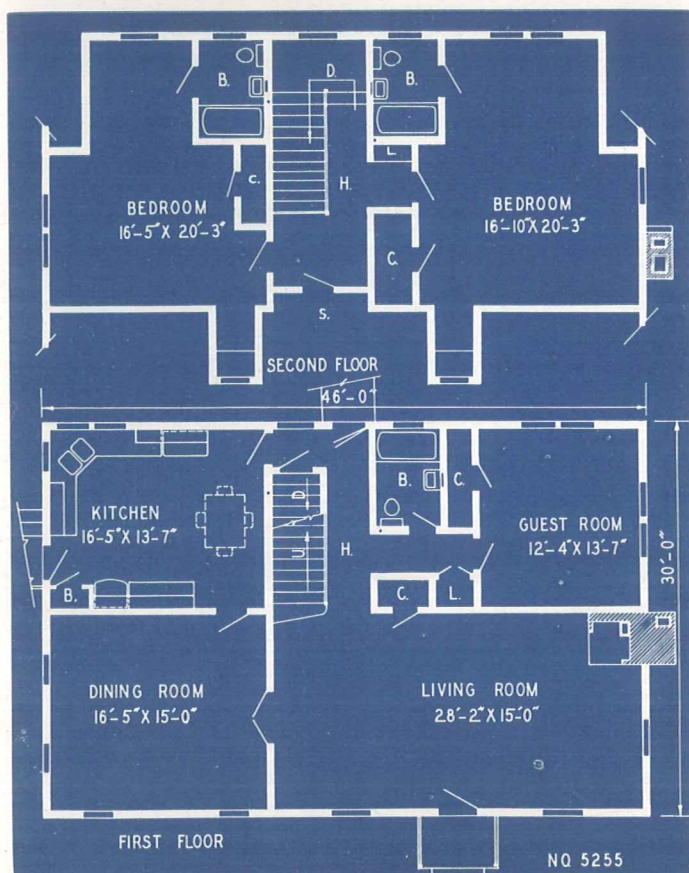 B.
D.
B.
C.
L.
BEDROOM
16'-5" X 20'-3"
H.
BEDROOM
16'-10" X 20'-3"
C.
S.
SECOND FLOOR
46'-0"
KITCHEN
16'-5" X 13'-7"
B.
D
U
H.
B.
C.
GUEST ROOM
12'-4" X 13'-7"
30'-0"
C.
L.
DINING ROOM
16'-5" X 15'-0"
LIVING ROOM
28'-2" X 15'-0"
FIRST FLOOR
NO. 5255